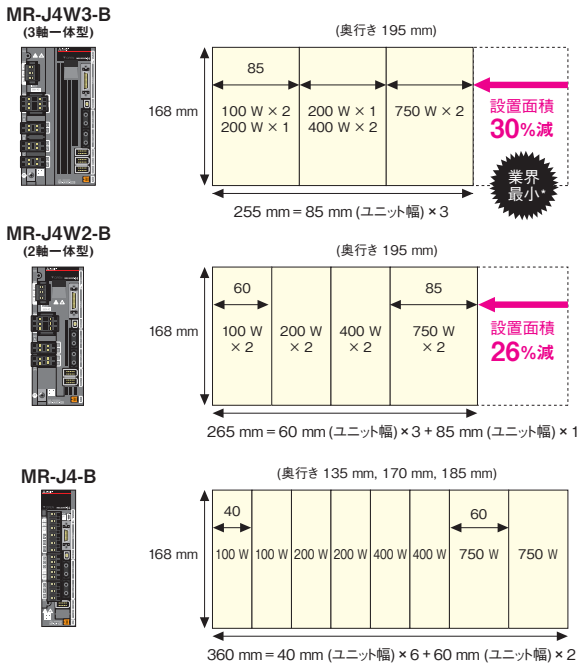 MR-J4W3-B
(3軸一体型)
(奥行き 195 mm)
85
168 mm
100 W × 2
200 W × 1
200 W × 1
400 W × 2
750 W × 2
設置面積
30%減
業界
最小*
255 mm = 85 mm (ユニット幅) × 3
MR-J4W2-B
(2軸一体型)
(奥行き 195 mm)
60
85
168 mm
100 W
× 2
200 W
× 2
400 W
× 2
750 W
× 2
設置面積
26%減
265 mm = 60 mm (ユニット幅) × 3 + 85 mm (ユニット幅) × 1
MR-J4-B
(奥行き 135 mm, 170 mm, 185 mm)
40
60
168 mm
100 W
100 W
200 W
200 W
400 W
400 W
750 W
750 W
360 mm = 40 mm (ユニット幅) × 6 + 60 mm (ユニット幅) × 2